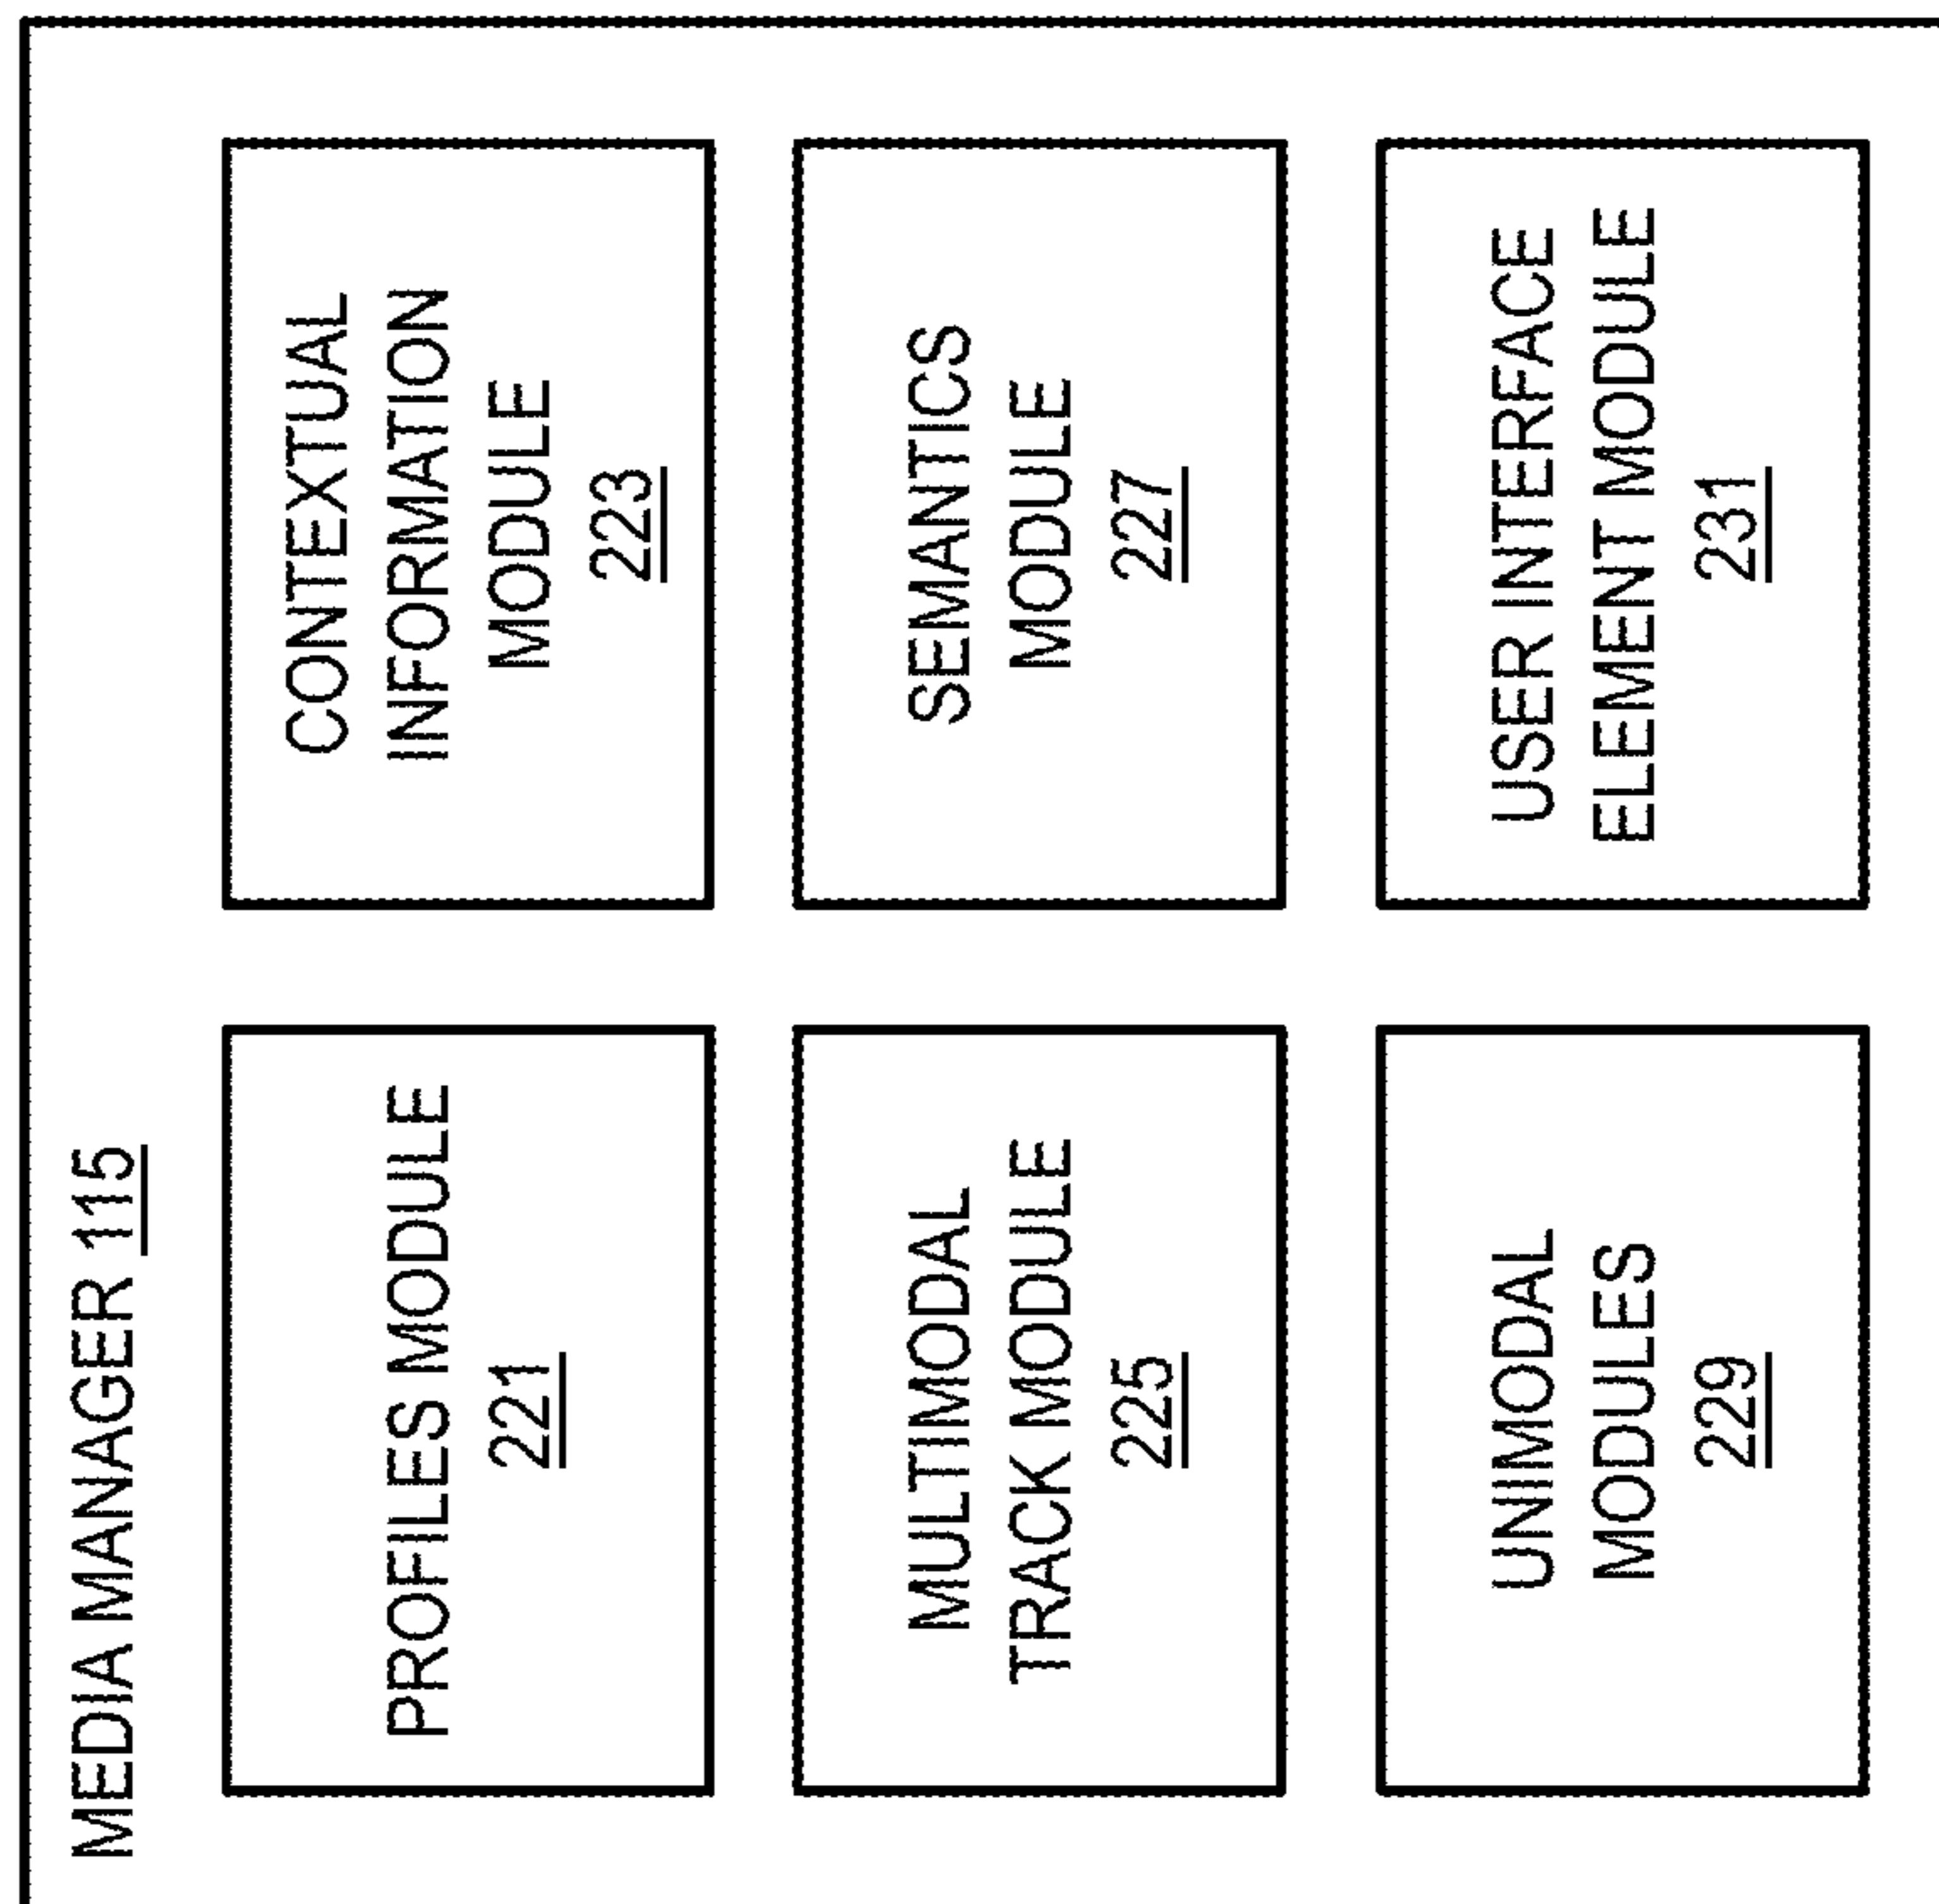 MEDIA MANAGER 115
PROFILES MODULE
221
CONTEXTUAL
INFORMATION
MODULE
223
MULTIMODAL
TRACK MODULE
225
SEMANTICS
MODULE
227
UNIMODAL
MODULES
229
USER INTERFACE
ELEMENT MODULE
231